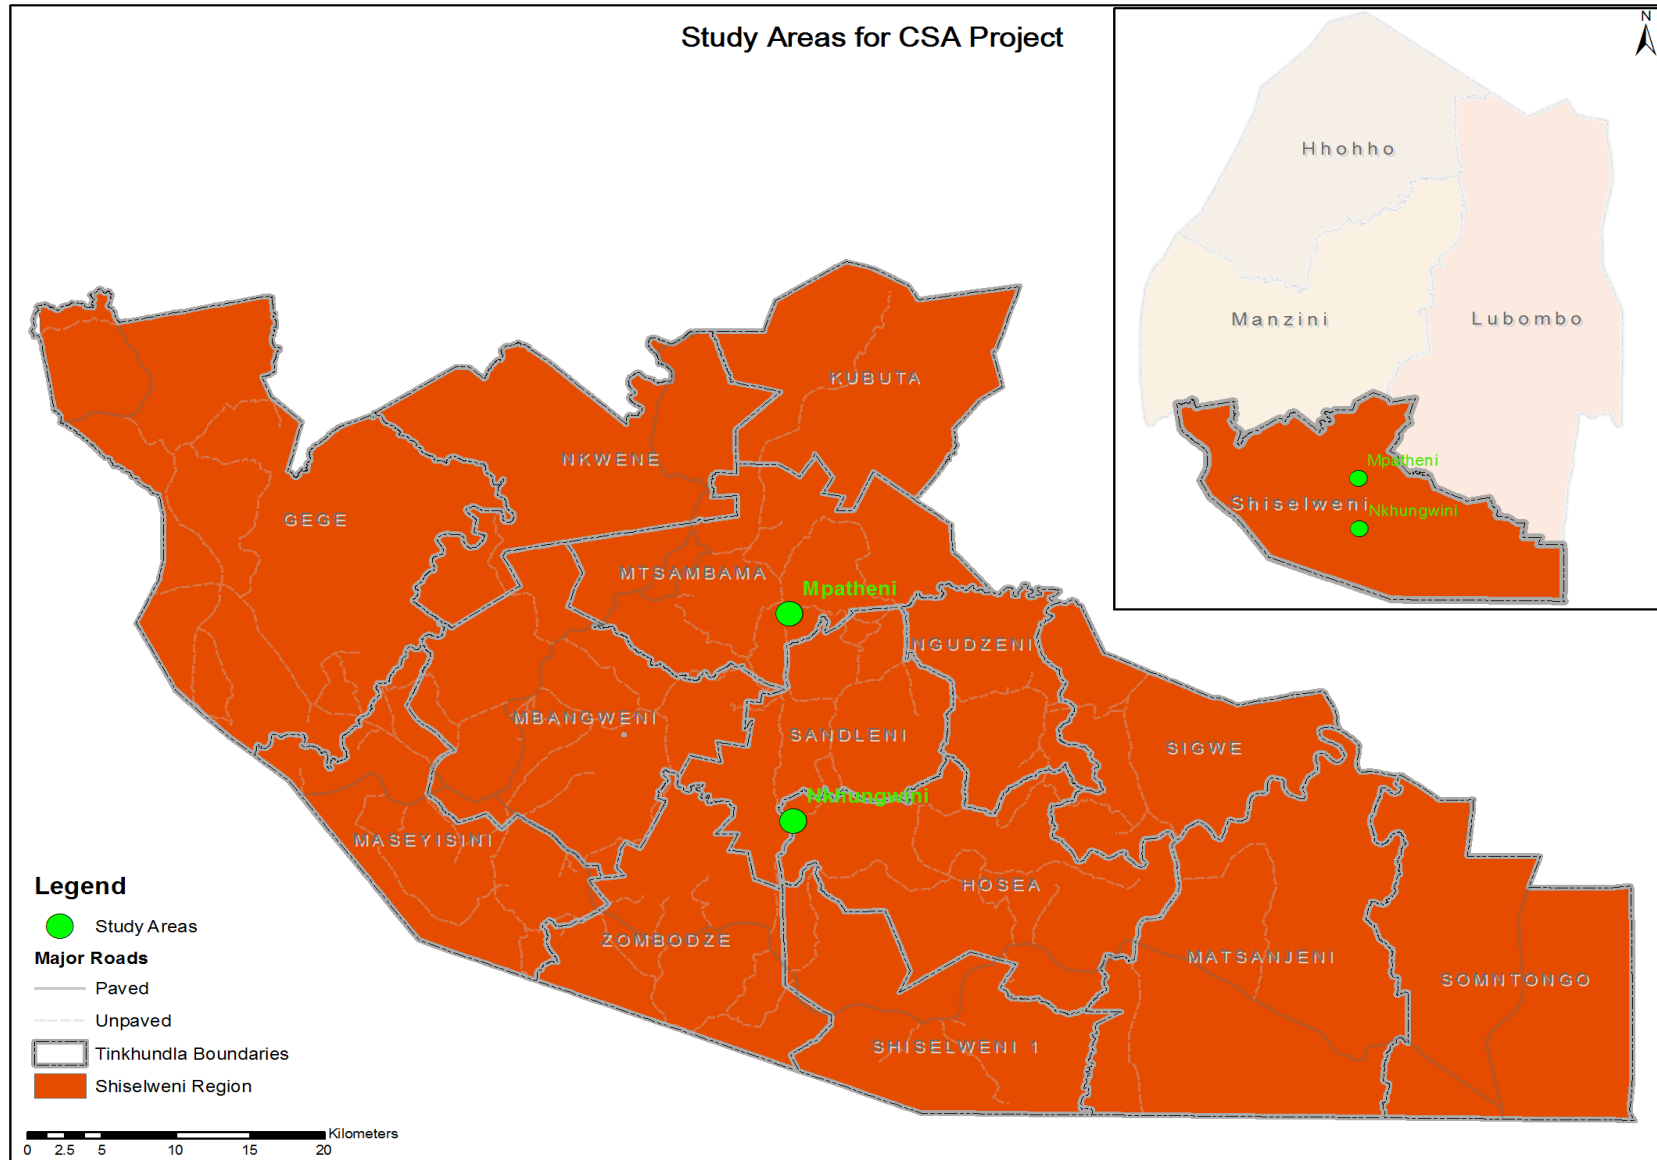 Study Areas for CSA Project
N
Hhohho
Manzini
Lubombo
Mpatheni
Shiselweni
Nkhungwini
KUBUTA
NKWENE
GEGE
MTSAMBAMA
Mpatheni
NGUDZENI
MBANGWENI
SANDLENI
SIGWE
Nkhungwini
MASEYISINI
HOSEA
ZOMBODZE
MATSANJENI
SOMNTONGO
SHISELWENI 1
Legend
Study Areas
Major Roads
Paved
Unpaved
Tinkhundla Boundaries
Shiselweni Region
Kilometers
0 2.5 5 10 15 20